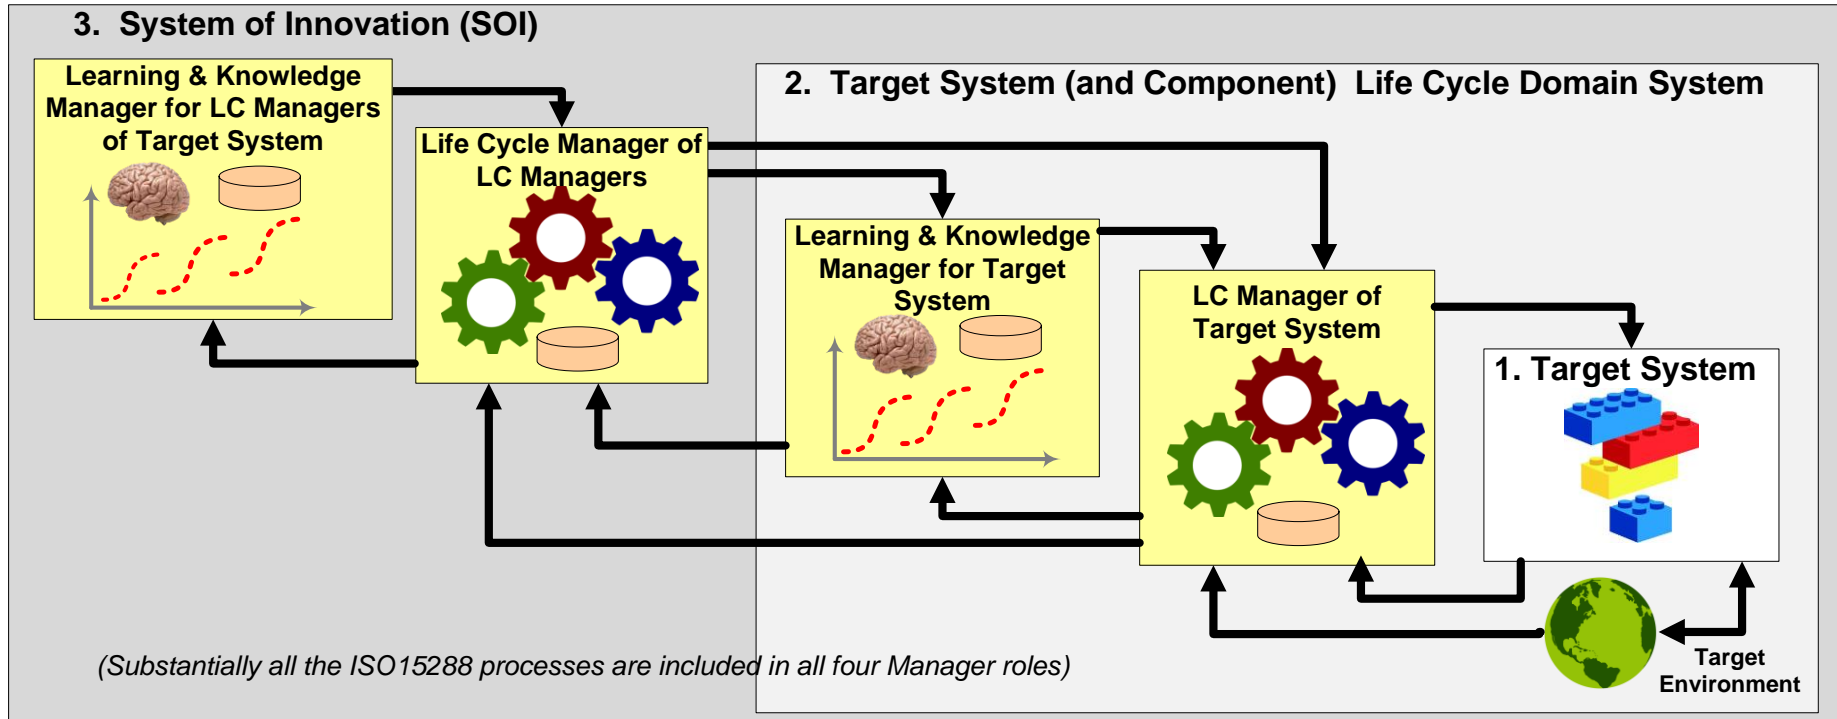 3. System of Innovation (SOI)
Learning & Knowledge
Manager for LC Managers
of Target System
Life Cycle Manager of
LC Managers
2. Target System (and Component) Life Cycle Domain System
Learning & Knowledge
Manager for Target
System
LC Manager of
Target System
1. Target System
Target
Environment
(Substantially all the ISO15288 processes are included in all four Manager roles)